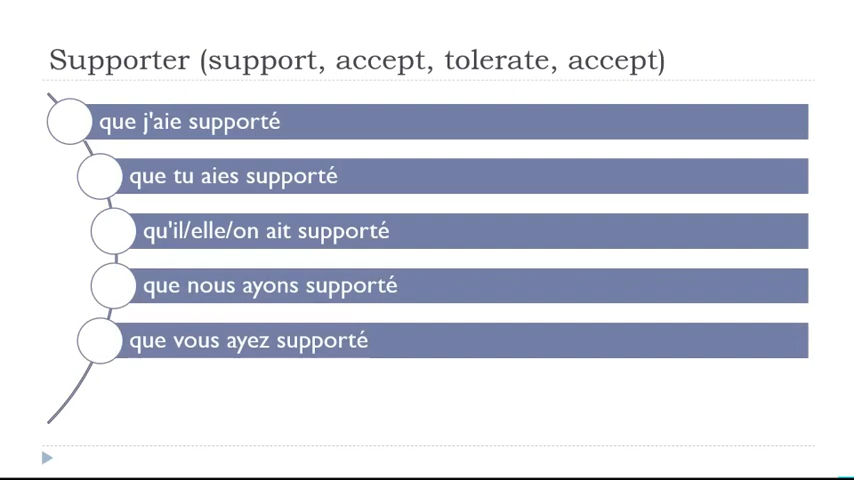 Supporter (support, accept, tolerate, accept)
que j'aie supporté
que tu aies supporté
qu'il/elle/on ait supporté
que nous ayons supporté
que vous ayez supporté